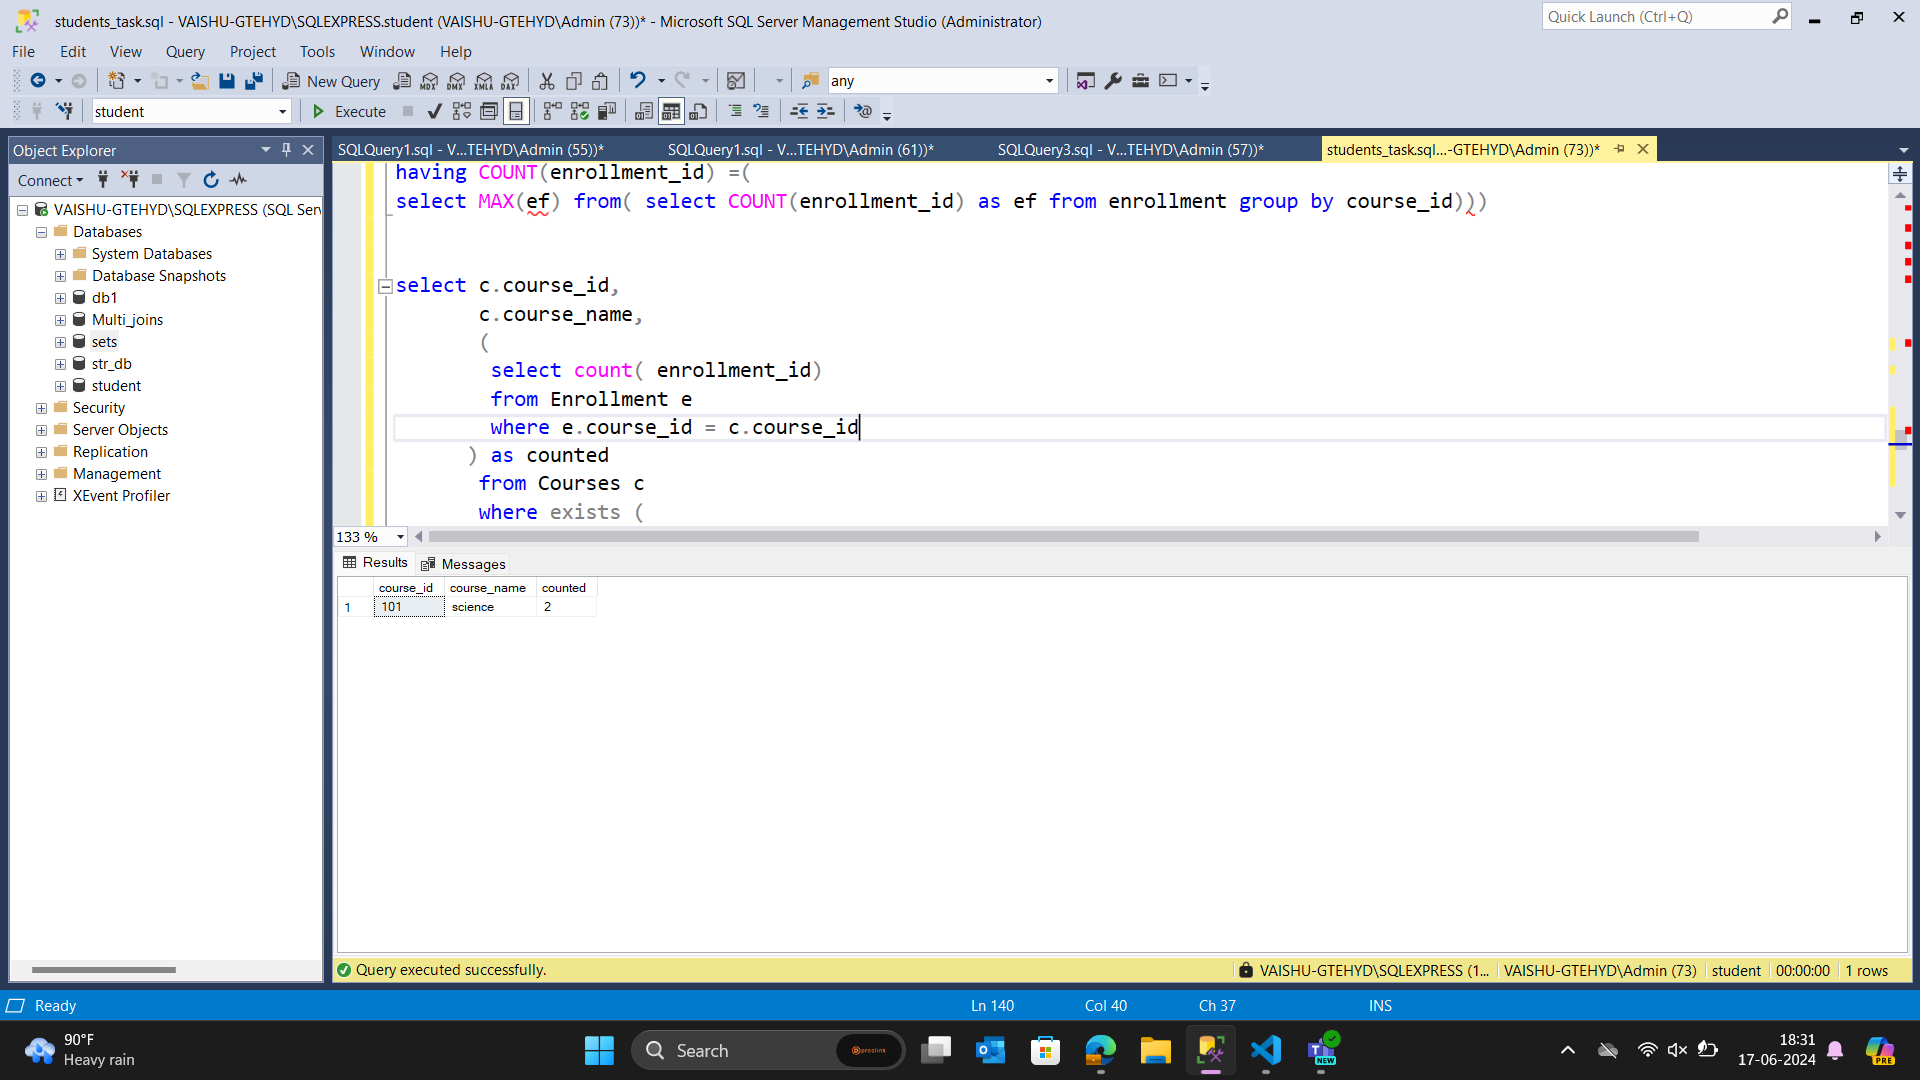 students_task.sql - VAISHU-GTEHYD\SQLEXPRESS.student (VAISHU-GTEHYD\Admin (73))* - Microsoft SQL Server Management Studio (Administrator)
Quick Launch (Ctrl+Q)
File Edit View Query Project Tools Window Help
New Query MDX DMX XMLA DAX any
student Execute
Object Explorer
SQLQuery1.sql - V...TEHYD\Admin (55))* SQLQuery1.sql - V...TEHYD\Admin (61))* SQLQuery3.sql - V...TEHYD\Admin (57))* students_task.sql...-GTEHYD\Admin (73))*
Connect
VAISHU-GTEHYD\SQLEXPRESS (SQL Ser
Databases
System Databases
Database Snapshots
db1
Multi_joins
sets
str_db
student
Security
Server Objects
Replication
Management
XEvent Profiler
having COUNT(enrollment_id) =(
select MAX(ef) from( select COUNT(enrollment_id) as ef from enrollment group by course_id)))
select c.course_id,
c.course_name,
(
select count( enrollment_id)
from Enrollment e
where e.course_id = c.course_id
) as counted
from Courses c
where exists (
133 %
Results Messages
course_id course_name counted
1 101 science 2
Query executed successfully.
VAISHU-GTEHYD\SQLEXPRESS (1... VAISHU-GTEHYD\Admin (73) student 00:00:00 1 rows
Ready Ln 140 Col 40 Ch 37 INS
90°F
Heavy rain
Search
proclink
NEW
18:31
17-06-2024
PRE